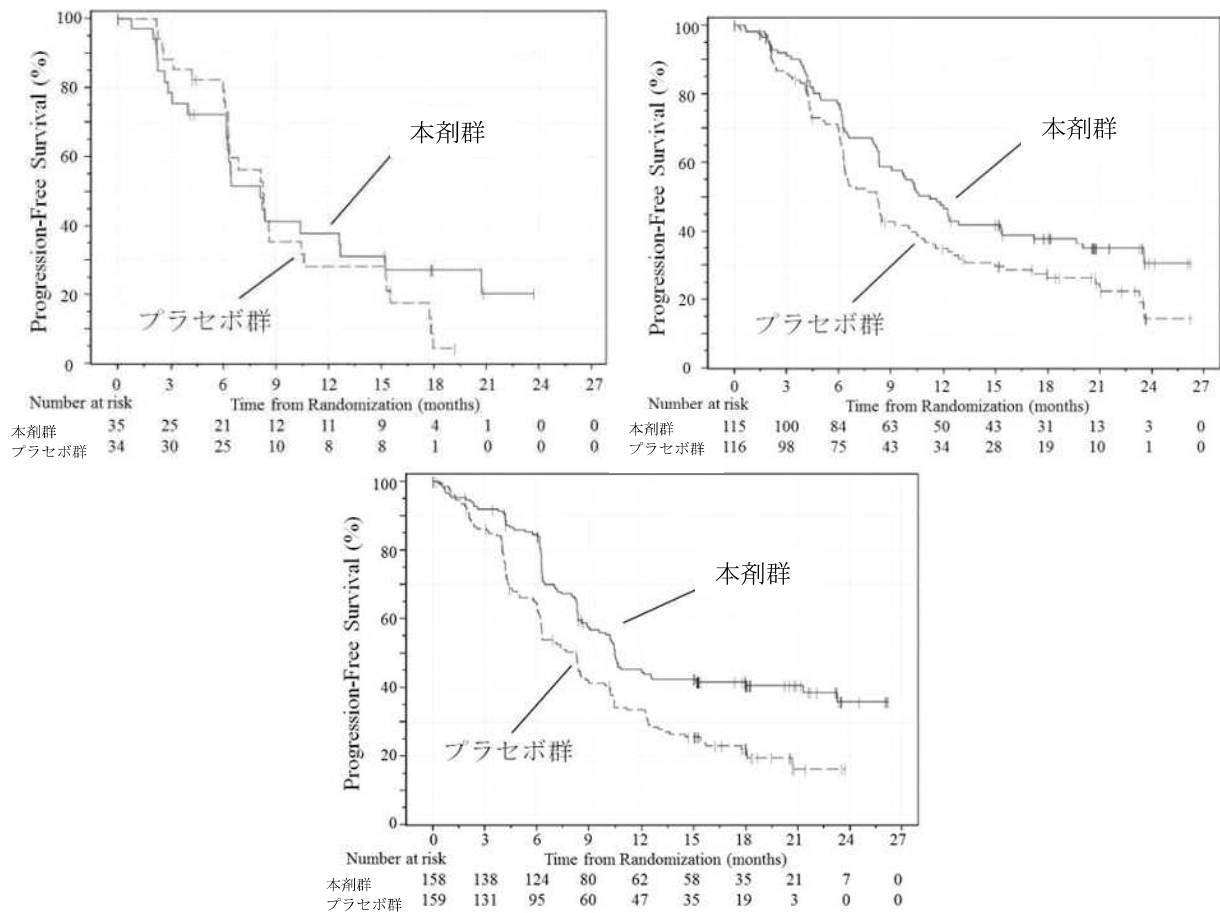 Progression-Free Survival (%)
100
80
60
40
20
0
本剤群
プラセボ群
0 3 6 9 12 15 18 21 24 27
Number at risk Time from Randomization (months)
本剤群 35 25 21 12 11 9 4 1 0 0
プラセボ群 34 30 25 10 8 8 1 0 0 0
Progression-Free Survival (%)
100
80
60
40
20
0
本剤群
プラセボ群
0 3 6 9 12 15 18 21 24 27
Number at risk Time from Randomization (months)
本剤群 115 100 84 63 50 43 31 13 3 0
プラセボ群 116 98 75 43 34 28 19 10 1 0
Progression-Free Survival (%)
100
80
60
40
20
0
本剤群
プラセボ群
0 3 6 9 12 15 18 21 24 27
Number at risk Time from Randomization (months)
本剤群 158 138 124 80 62 58 35 21 7 0
プラセボ群 159 131 95 60 47 35 19 3 0 0